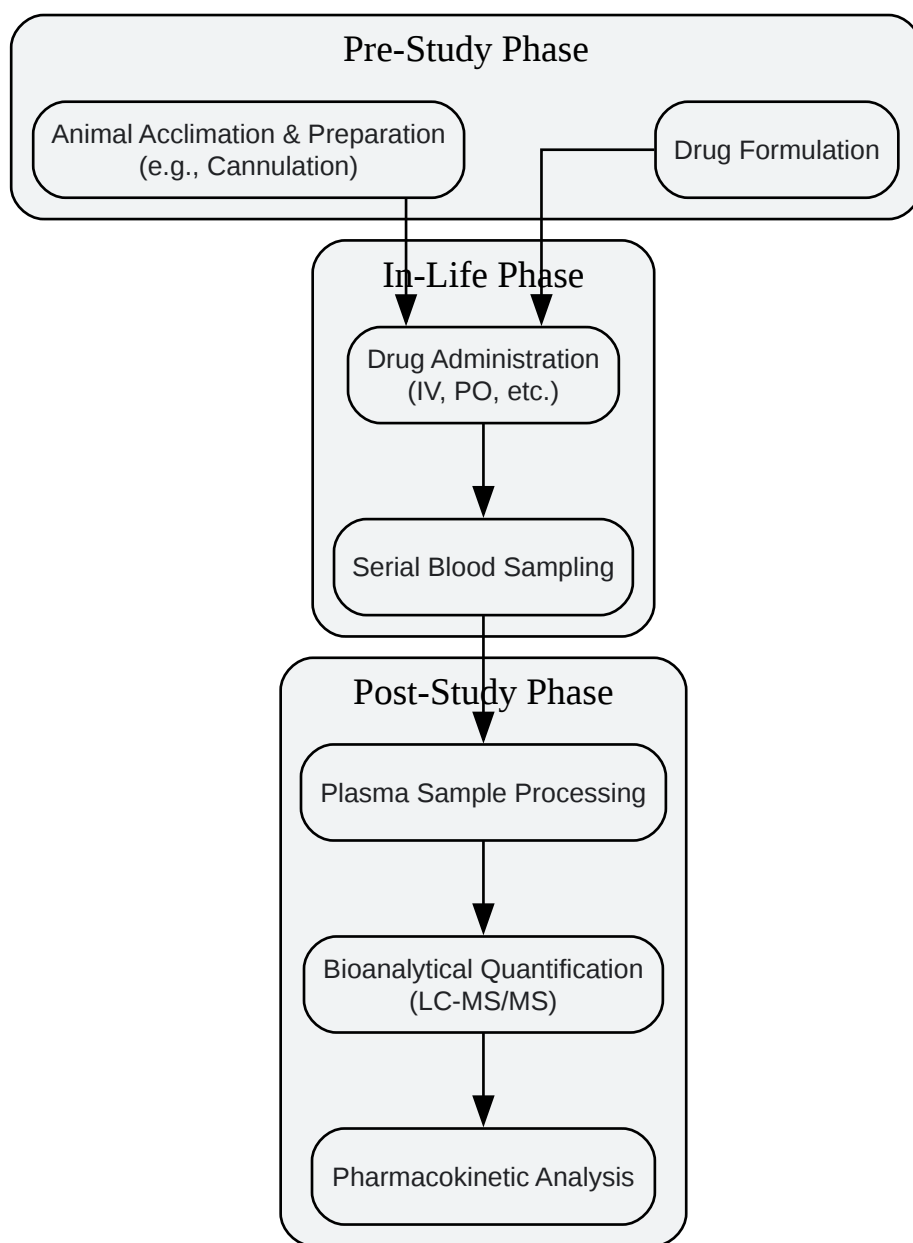 Pre-Study Phase
Animal Acclimation & Preparation
(e.g., Cannulation)
Drug Formulation
In-Life Phase
Drug Administration
(IV, PO, etc.)
Serial Blood Sampling
Post-Study Phase
Plasma Sample Processing
Bioanalytical Quantification
(LC-MS/MS)
Pharmacokinetic Analysis